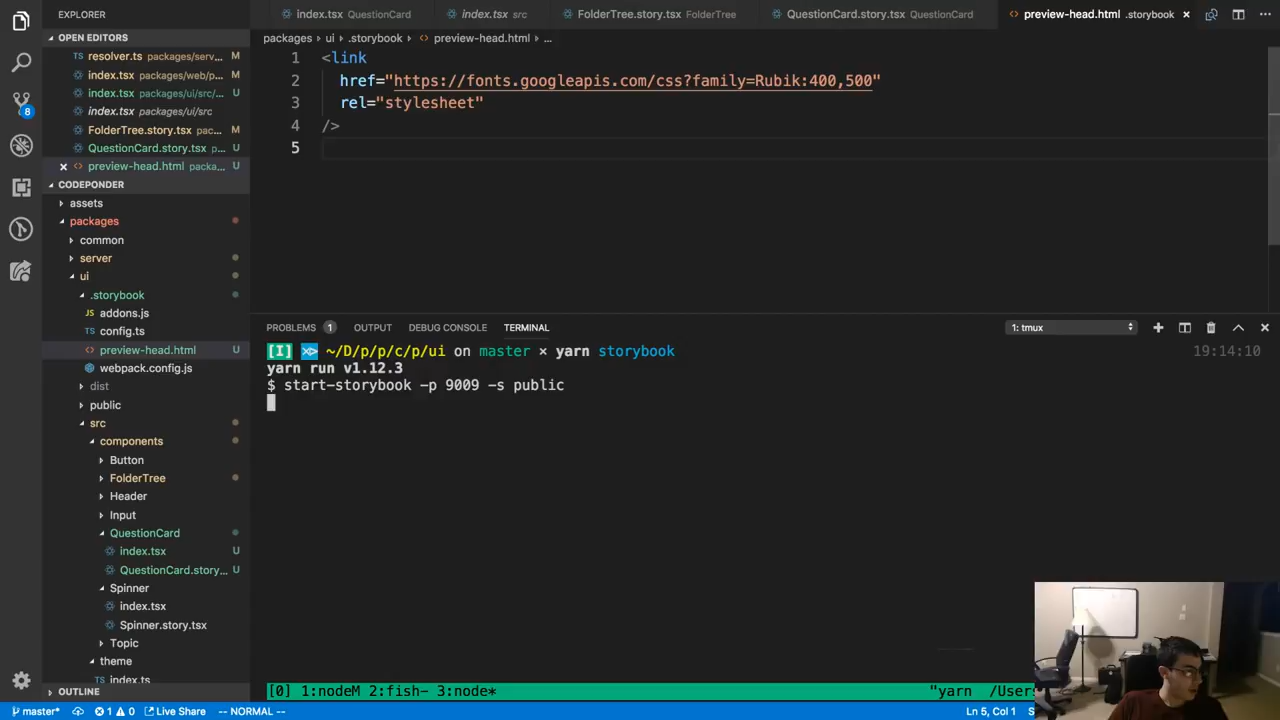 EXPLORER
OPEN EDITORS
TS resolver.ts packages/serv... M
index.tsx packages/web/p... M
index.tsx packages/ui/src/... U
index.tsx packages/ui/src
FolderTree.story.tsx pac... M
QuestionCard.story.tsx p... U
× <> preview-head.html packa... U
CODEPONDER
assets
packages
common
server
ui
.storybook
JS addons.js
TS config.ts
<> preview-head.html U
webpack.config.js
dist
public
src
components
Button
FolderTree
Header
Input
QuestionCard
index.tsx U
QuestionCard.story... U
Spinner
index.tsx
Spinner.story.tsx
Topic
theme
index.ts
OUTLINE
index.tsx QuestionCard
index.tsx src
FolderTree.story.tsx FolderTree
QuestionCard.story.tsx QuestionCard
<> preview-head.html .storybook ×
packages › ui › .storybook › <> preview-head.html › ...
1 <link
2 href="https://fonts.googleapis.com/css?family=Rubik:400,500"
3 rel="stylesheet"
4 />
5
PROBLEMS 1 OUTPUT DEBUG CONSOLE TERMINAL 1: tmux
[I] ~/D/p/p/c/p/ui on master × yarn storybook 19:14:10
yarn run v1.12.3
$ start-storybook -p 9009 -s public
[0] 1:nodeM 2:fish- 3:node* "yarn /Users
8
master* 1 0 Live Share -- NORMAL -- Ln 5, Col 1